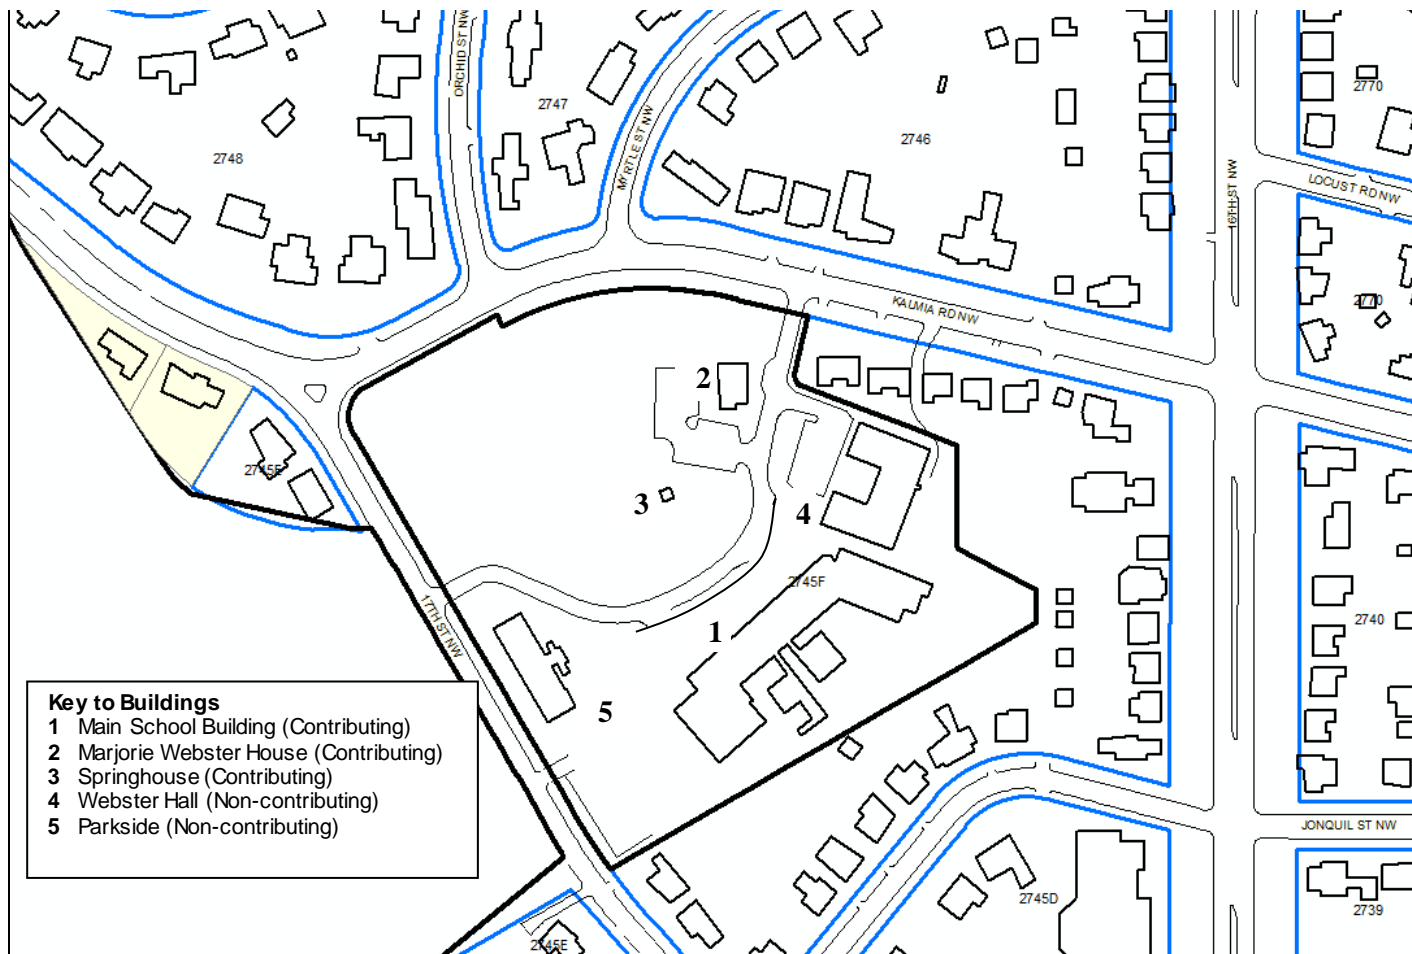 ORCHID ST NW
2747
MYRTLE ST NW
2746
2748
16TH ST NW
2770
LOCUST RD NW
2770
KALMIA RD NW
2
2745E
3
4
2745F
17TH ST NW
1
5
2740
Key to Buildings
1 Main School Building (Contributing)
2 Marjorie Webster House (Contributing)
3 Springhouse (Contributing)
4 Webster Hall (Non-contributing)
5 Parkside (Non-contributing)
JONQUIL ST NW
2745D
2739
2745E